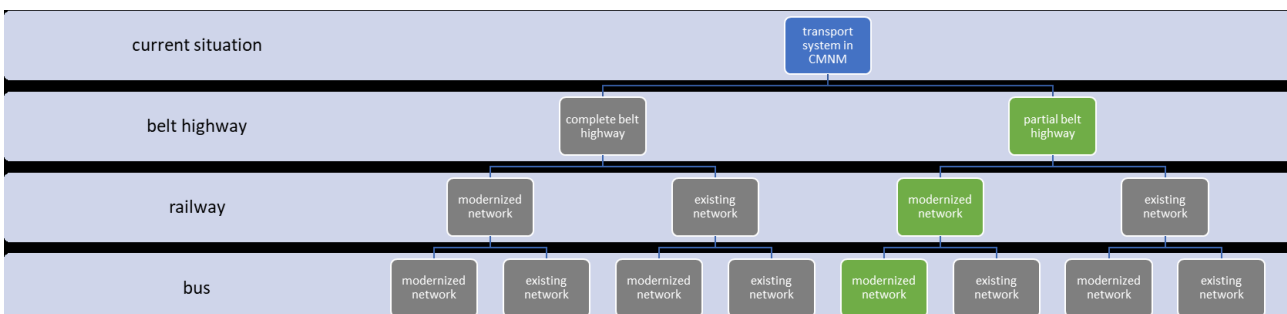 current situation
transport
system in
CMNM
belt highway
complete belt
highway
partial belt
highway
railway
modernized
network
existing
network
modernized
network
existing
network
bus
modernized
network
existing
network
modernized
network
existing
network
modernized
network
existing
network
modernized
network
existing
network